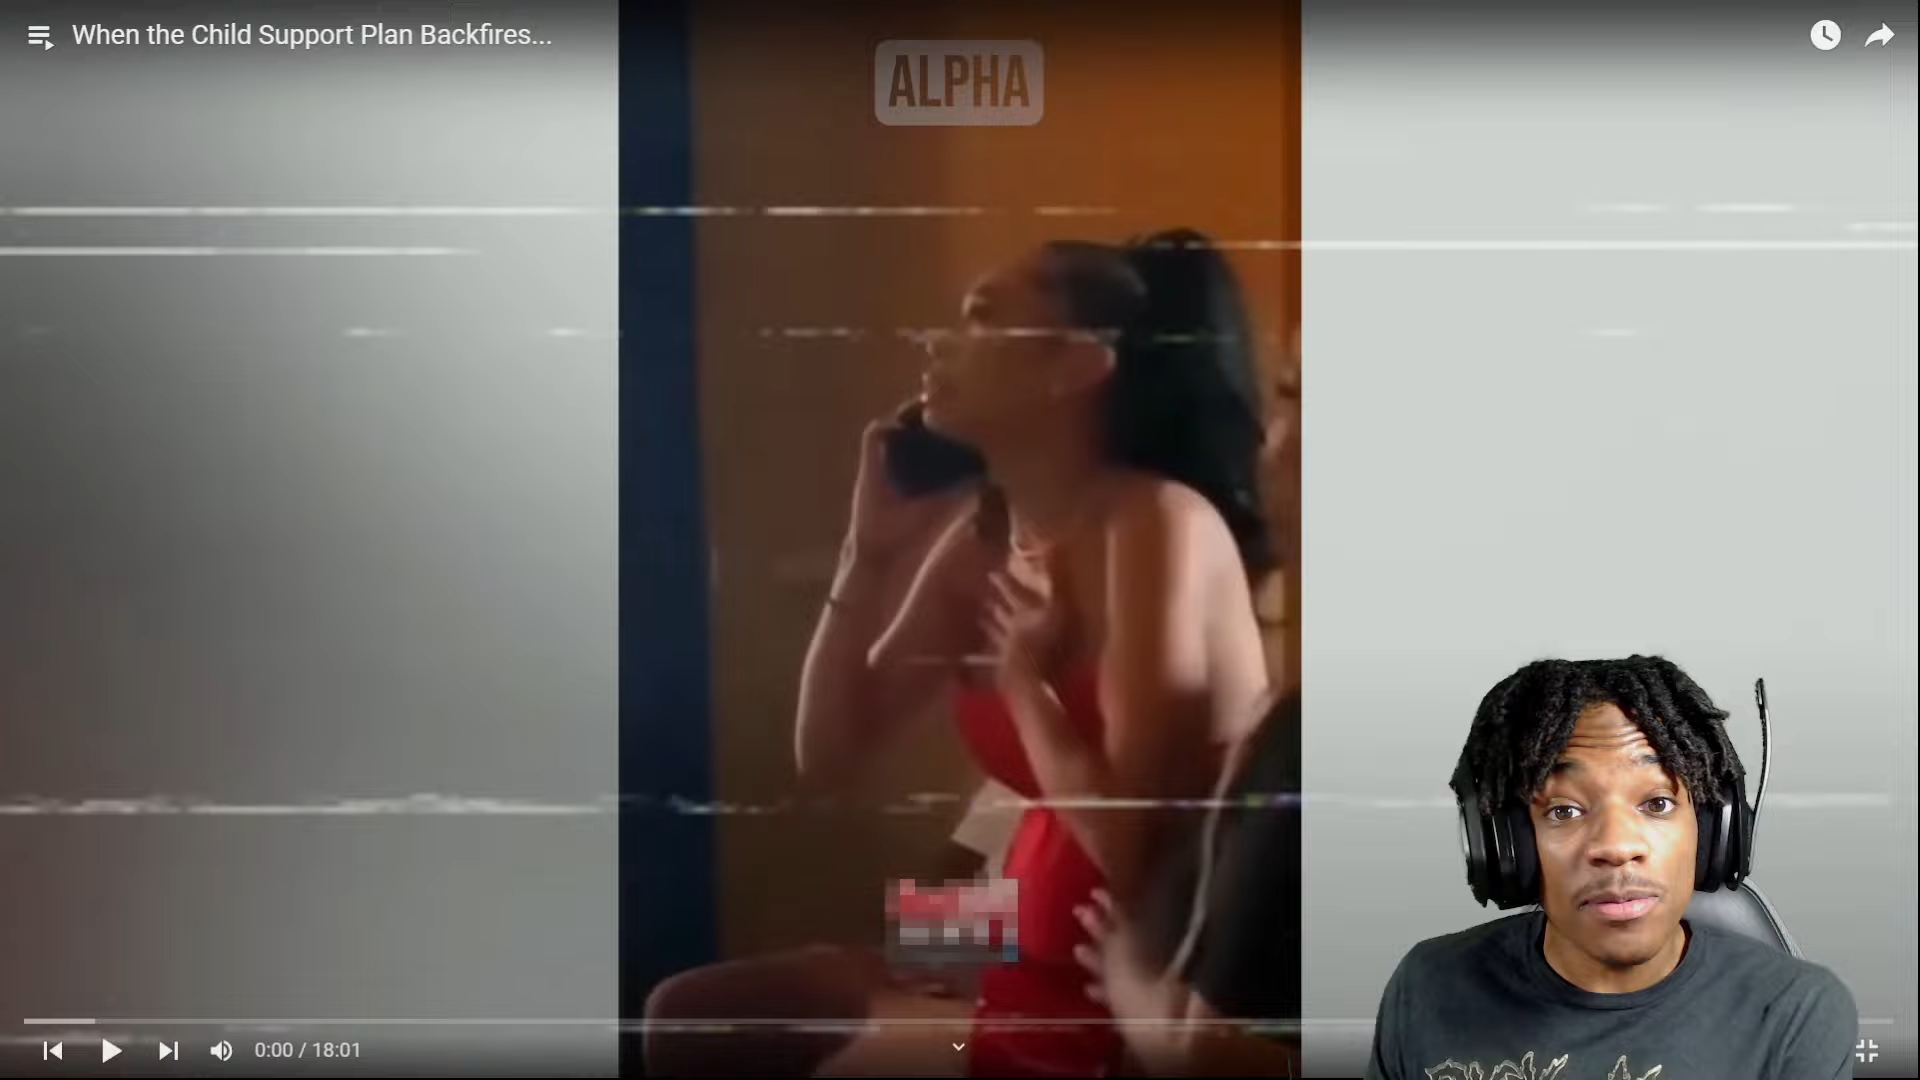 When the Child Support Plan Backfires...
ALPHA
0:00 / 18:01